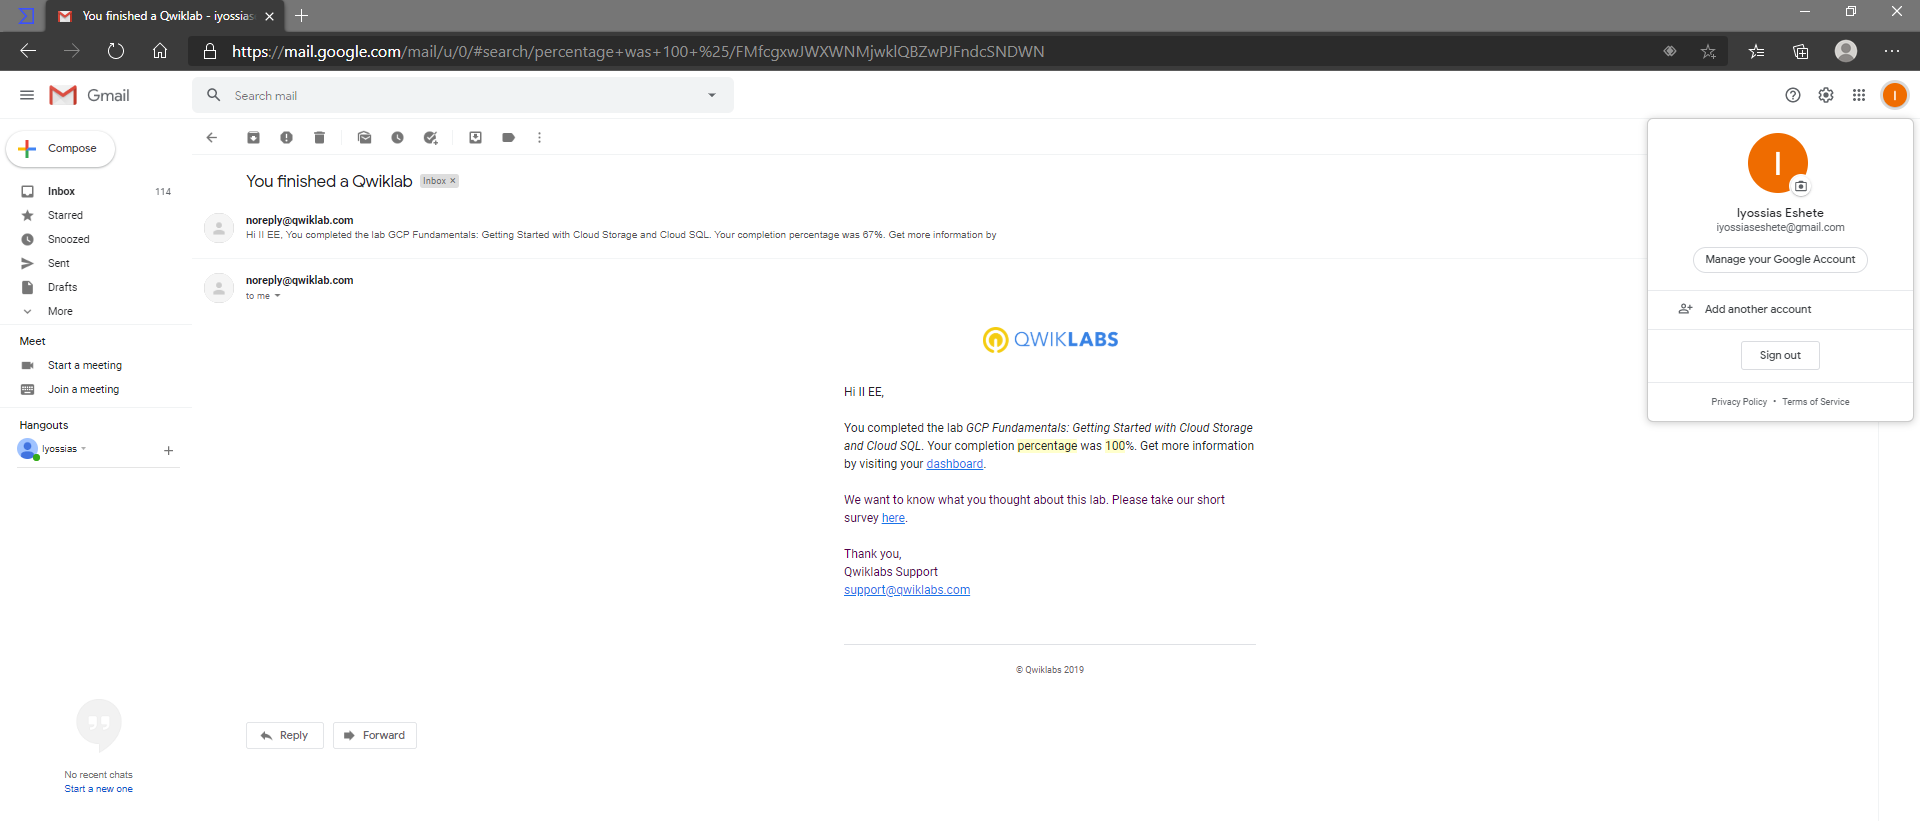 You finished a Qwiklab - iyossias
https://mail.google.com/mail/u/0/#search/percentage+was+100+%25/FMfcgxwJWXWNMjwklQBZwPJFndcSNDWN
Gmail
Search mail
I
Compose
Inbox 114
Starred
Snoozed
Sent
Drafts
More
Meet
Start a meeting
Join a meeting
Hangouts
Iyossias
No recent chats
Start a new one
You finished a Qwiklab Inbox
noreply@qwiklab.com
Hi II EE, You completed the lab GCP Fundamentals: Getting Started with Cloud Storage and Cloud SQL. Your completion percentage was 67%. Get more information by
noreply@qwiklab.com
to me
QWIKLABS
Hi II EE,
You completed the lab GCP Fundamentals: Getting Started with Cloud Storage
and Cloud SQL. Your completion percentage was 100%. Get more information
by visiting your dashboard.
We want to know what you thought about this lab. Please take our short
survey here.
Thank you,
Qwiklabs Support
support@qwiklabs.com
© Qwiklabs 2019
Reply Forward
I
Iyossias Eshete
iyossiaseshete@gmail.com
Manage your Google Account
Add another account
Sign out
Privacy Policy • Terms of Service